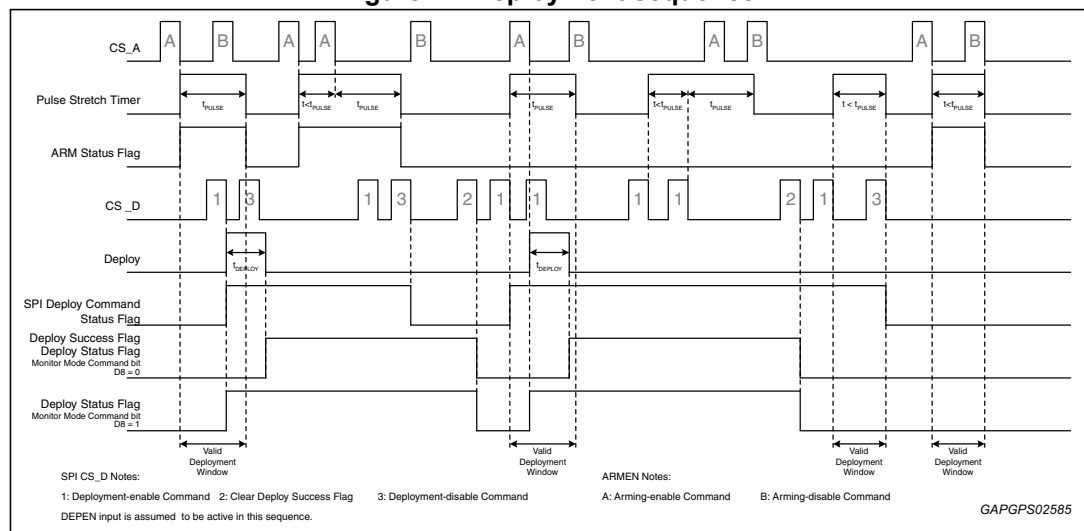 Figure Deployment sequence
CS_A A B A A B A B A B A B
Pulse Stretch Timer tPULSE t<tPULSE tPULSE tPULSE t<tPULSE tPULSE t < tPULSE t<tPULSE
ARM Status Flag
CS _D 1 3 1 3 2 1 1 1 1 2 1 3
Deploy tDEPLOY tDEPLOY
SPI Deploy Command
Status Flag
Deploy Success Flag
Deploy Status Flag
Monitor Mode Command bit
D8 = 0
Deploy Status Flag
Monitor Mode Command bit
D8 = 1
Valid Deployment Window
Valid Deployment Window
Valid Deployment Window
Valid Deployment Window
SPI CS_D Notes:
1: Deployment-enable Command 2: Clear Deploy Success Flag 3: Deployment-disable Command
DEPEN input is assumed to be active in this sequence.
ARMEN Notes:
A: Arming-enable Command B: Arming-disable Command
GAPGPS02585